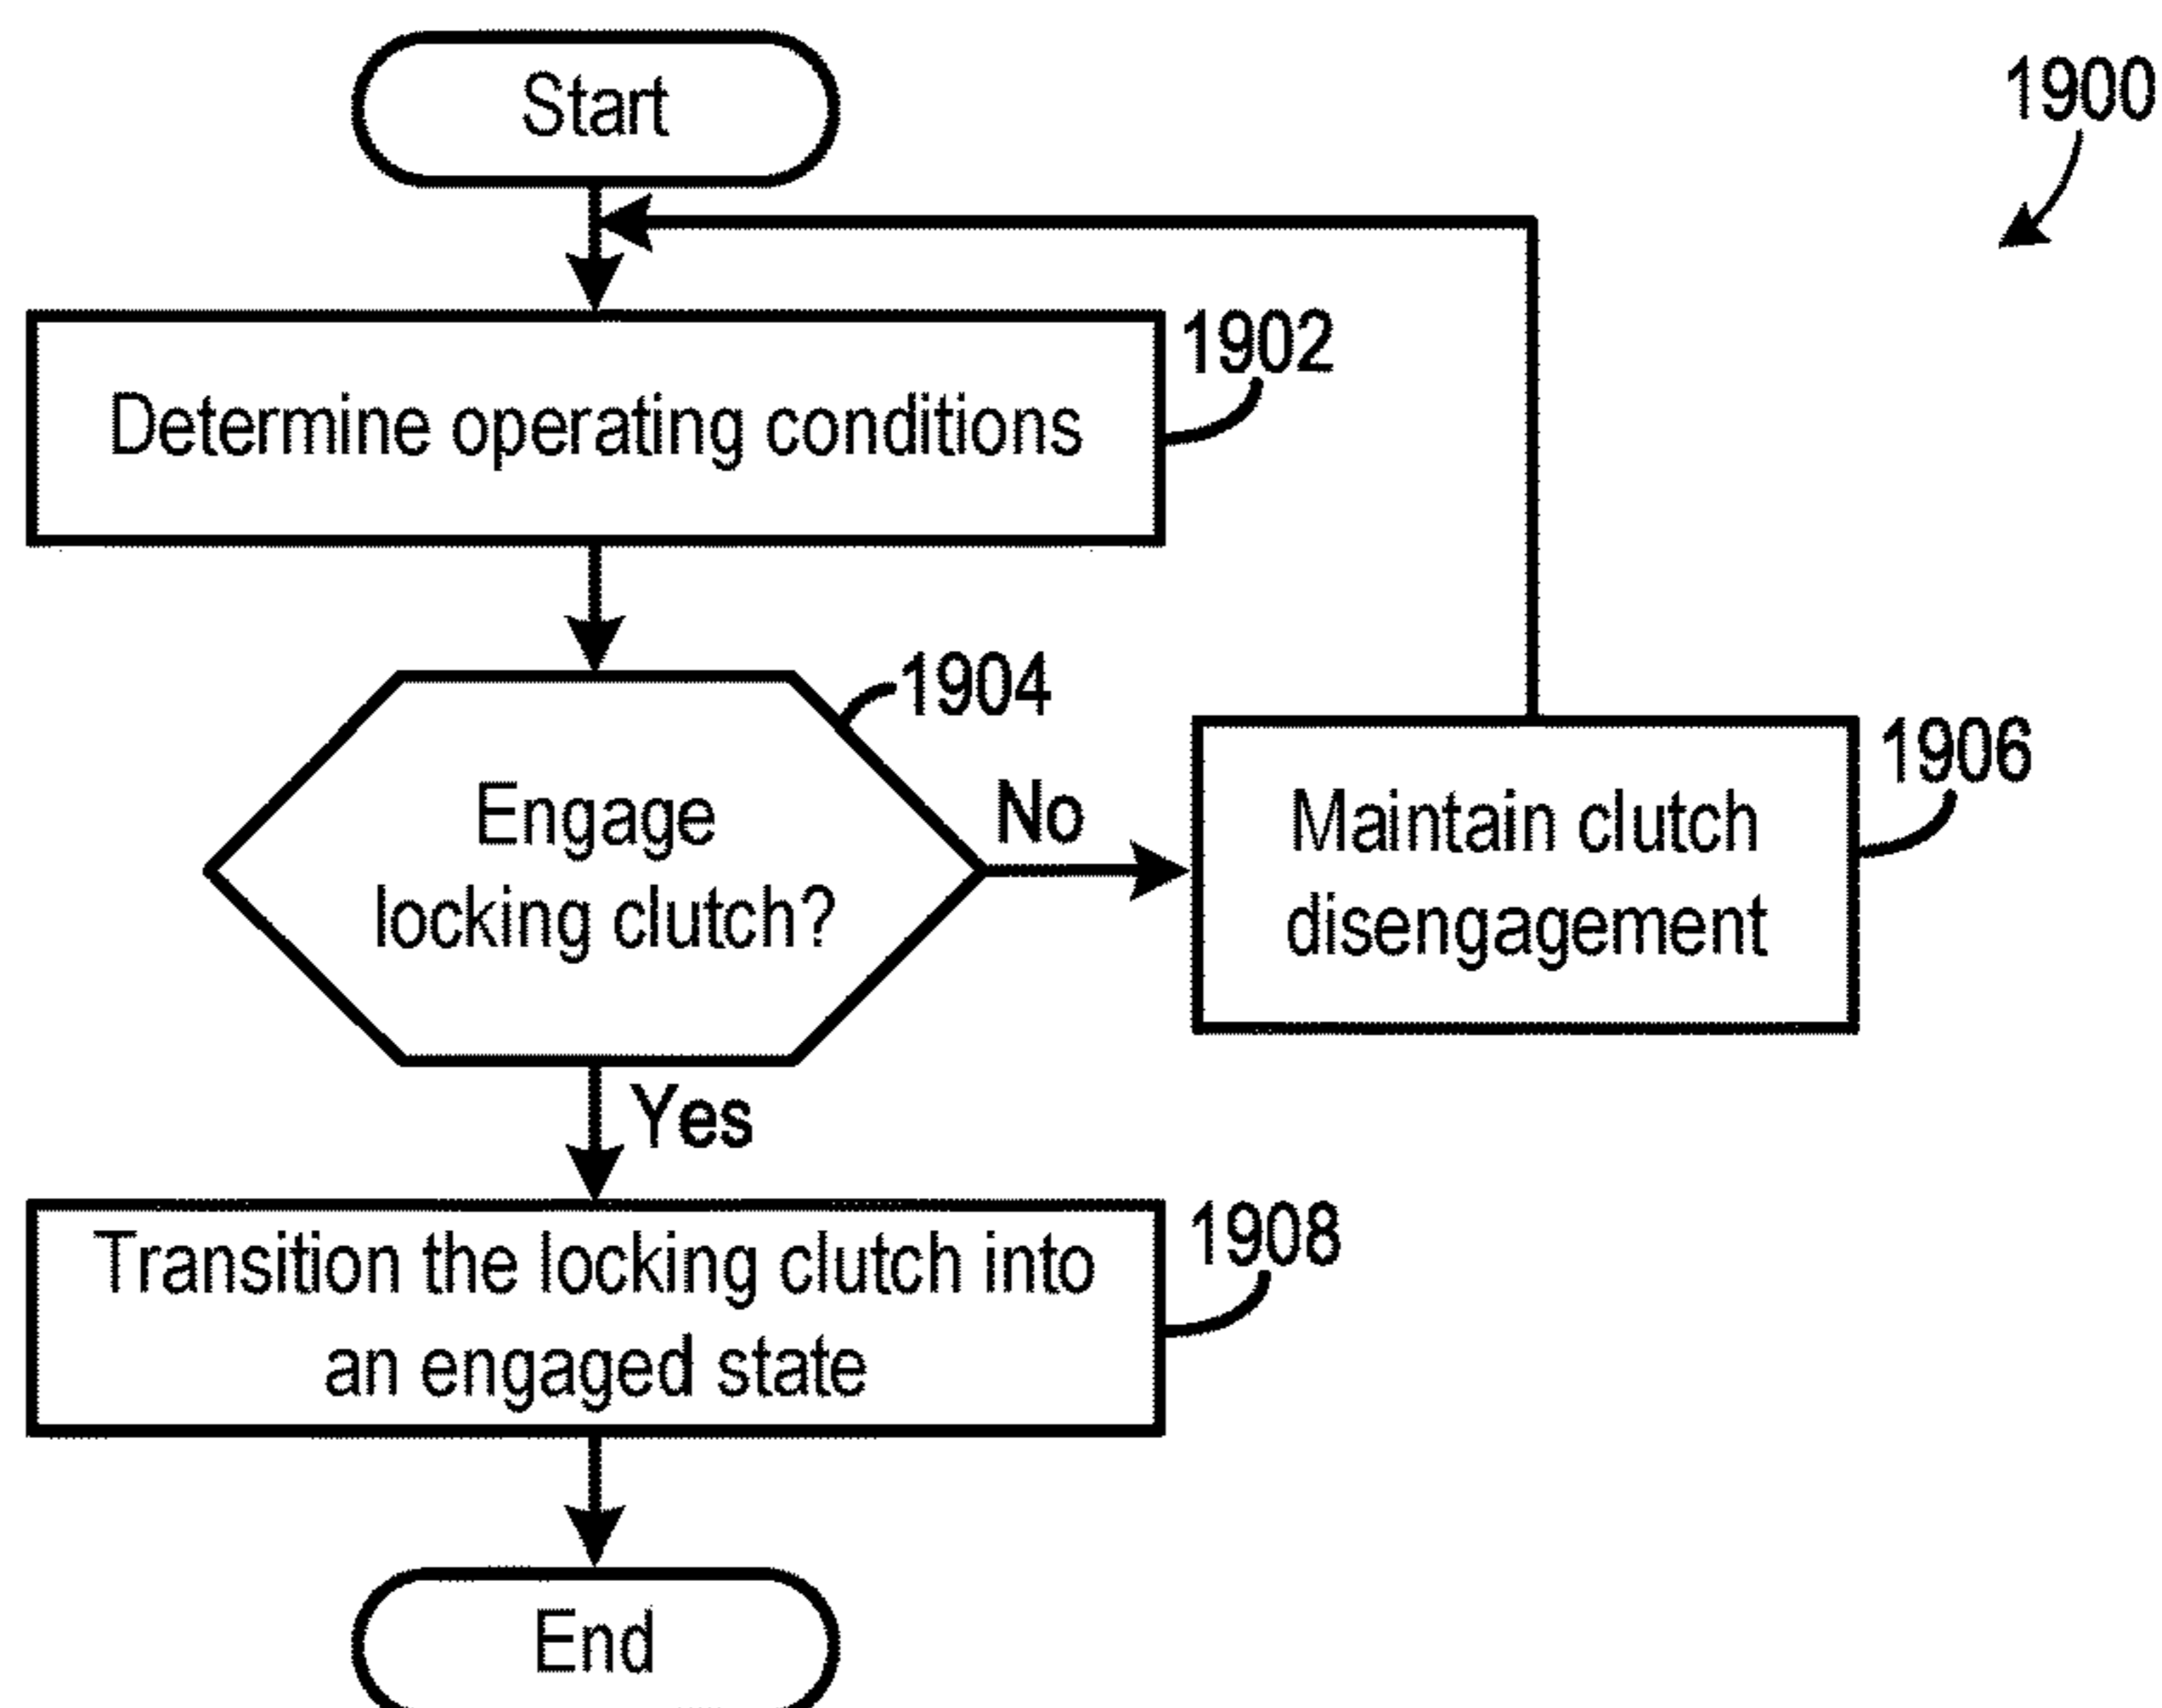 Start
1900
1902
Determine operating conditions
1904
Engage
locking clutch?
No
1906
Maintain clutch
disengagement
Yes
1908
Transition the locking clutch into
an engaged state
End